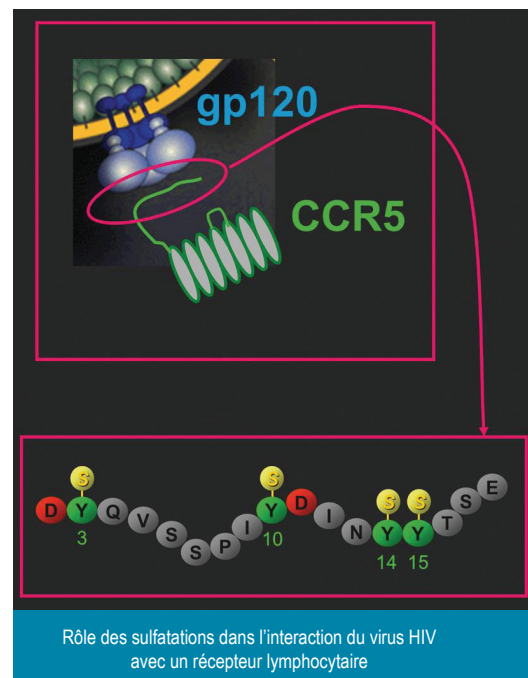 gp120
CCR5
S S S S
D Y Q V S S P I Y D I N Y Y T S E
3 10 14 15
Rôle des sulfatations dans l'interaction du virus HIV
avec un récepteur lymphocytaire